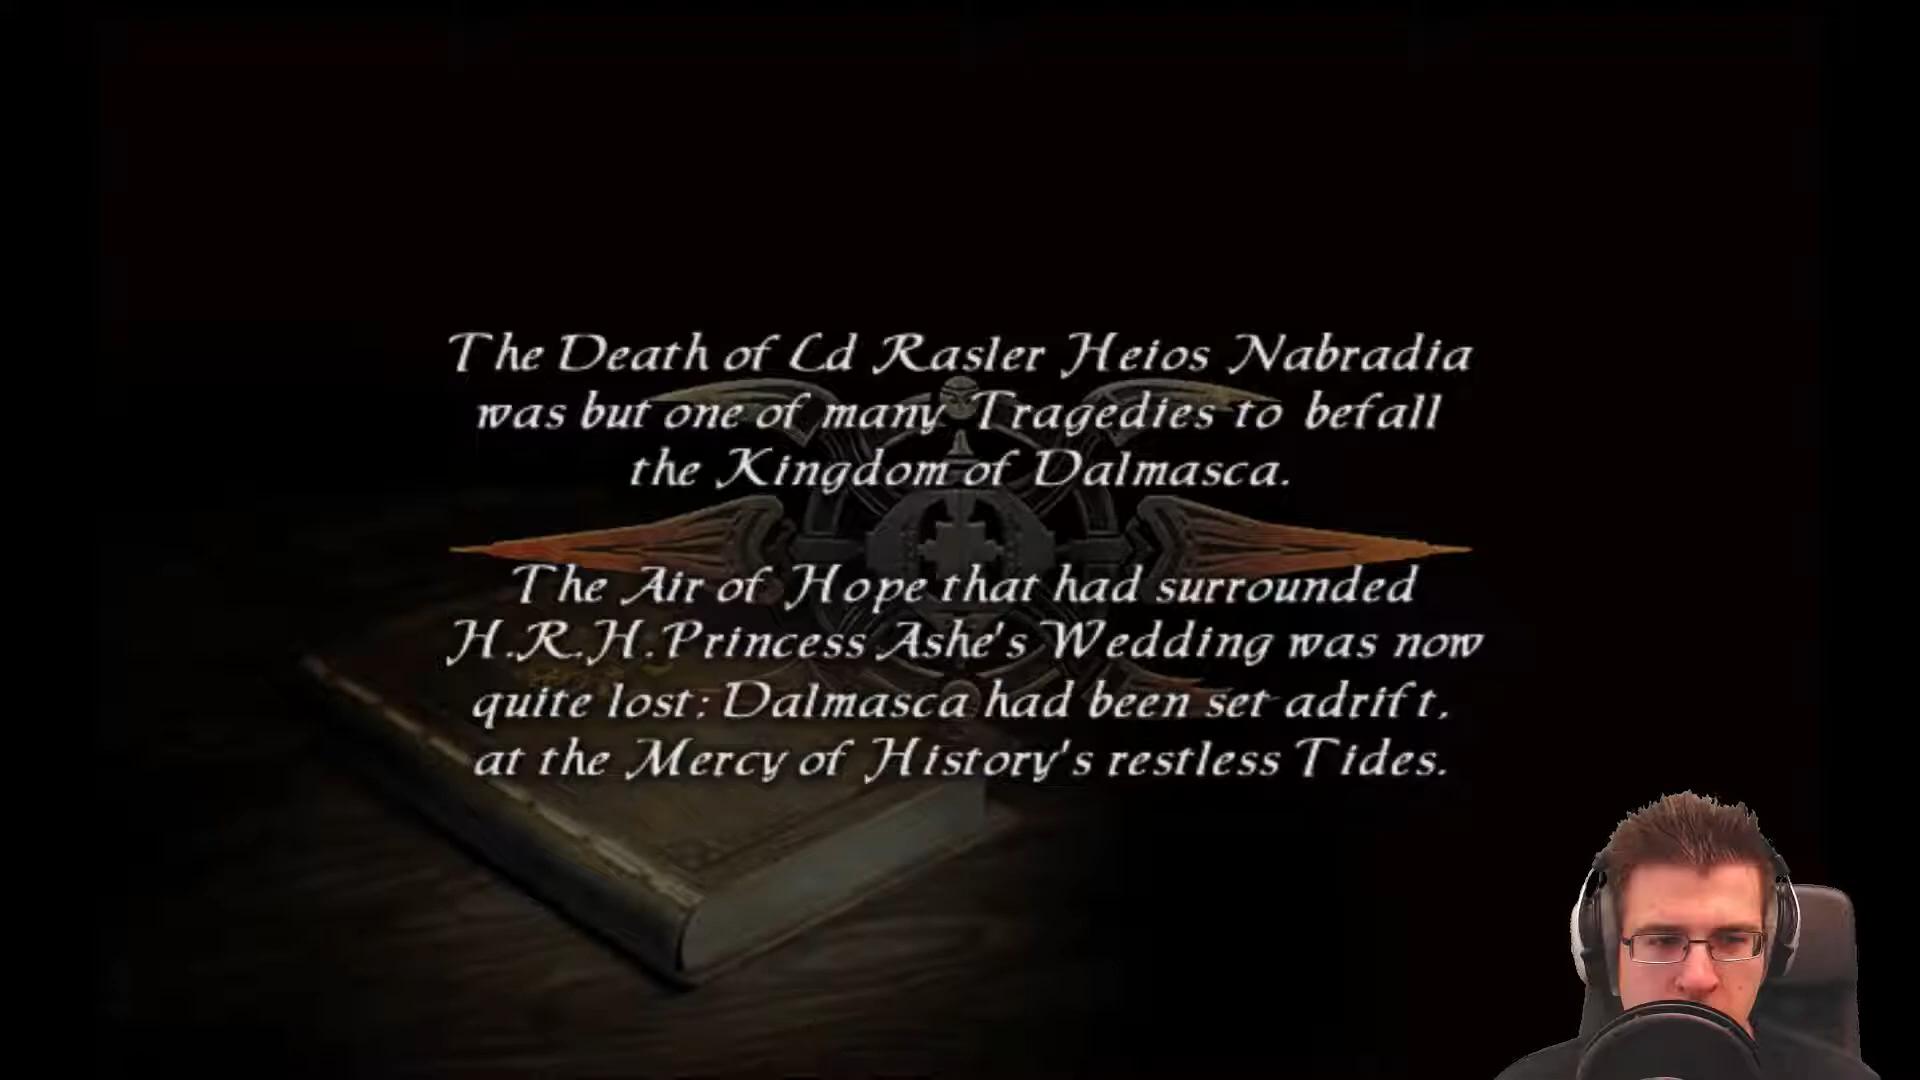 The Death of Ld Rasler Heios Nabradia
was but one of many Tragedies to befall
the Kingdom of Dalmasca.
The Air of Hope that had surrounded
H.R.H.Princess Ashe's Wedding was now
quite lost: Dalmasca had been set adrift,
at the Mercy of History's restless Tides.